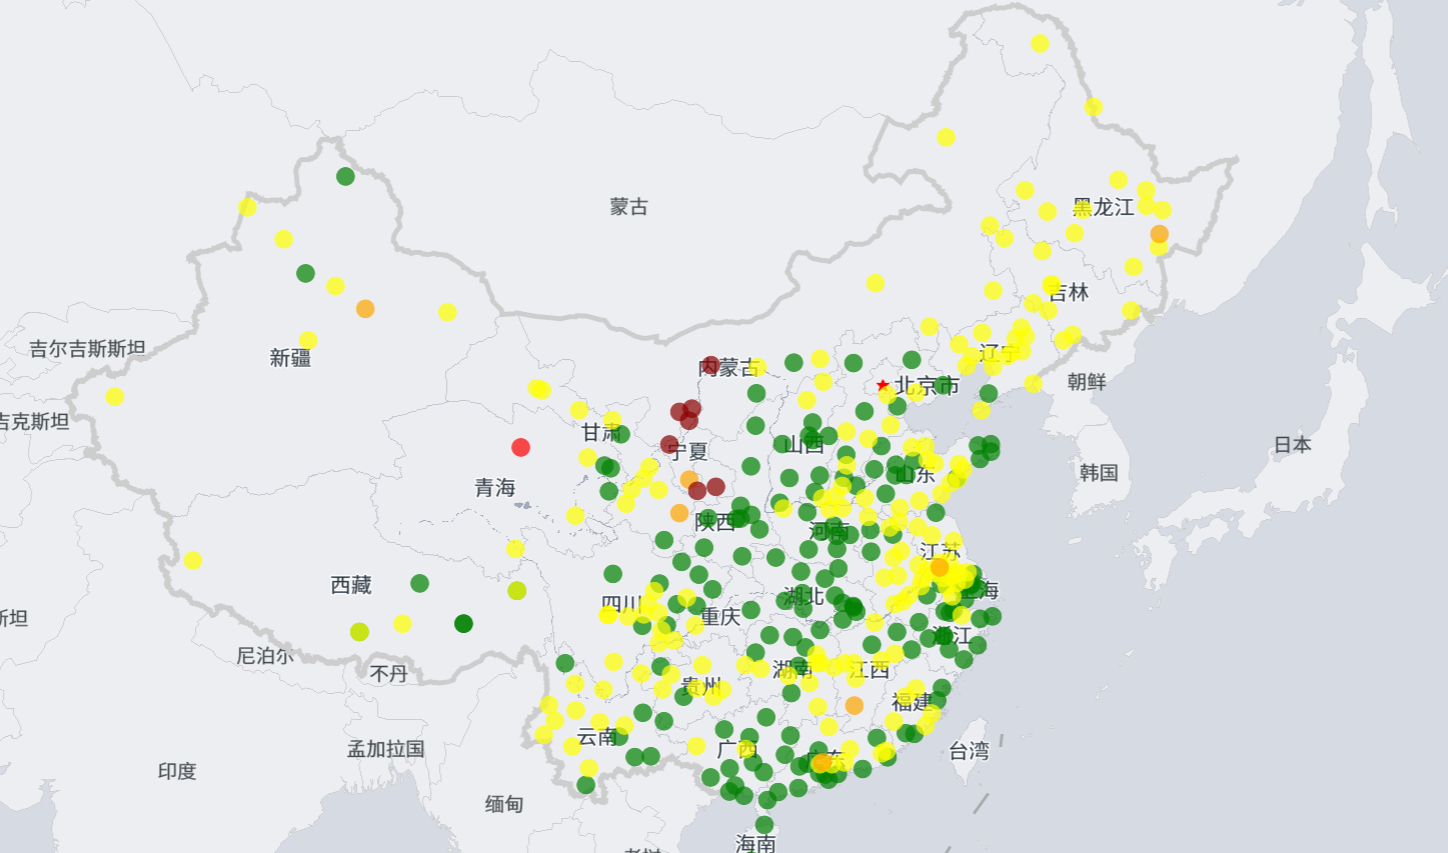 黑龙江
蒙古
吉林
吉尔吉斯斯坦
新疆
辽宁
内蒙古
北京市
朝鲜
吉克斯坦
甘肃
山西
日本
宁夏
韩国
山东
青海
陕西
河南
江苏
西藏
上海
湖北
四川
斯坦
重庆
浙江
尼泊尔
不丹
湖南
江西
贵州
福建
云南
孟加拉国
广西
台湾
广东
印度
缅甸
海南